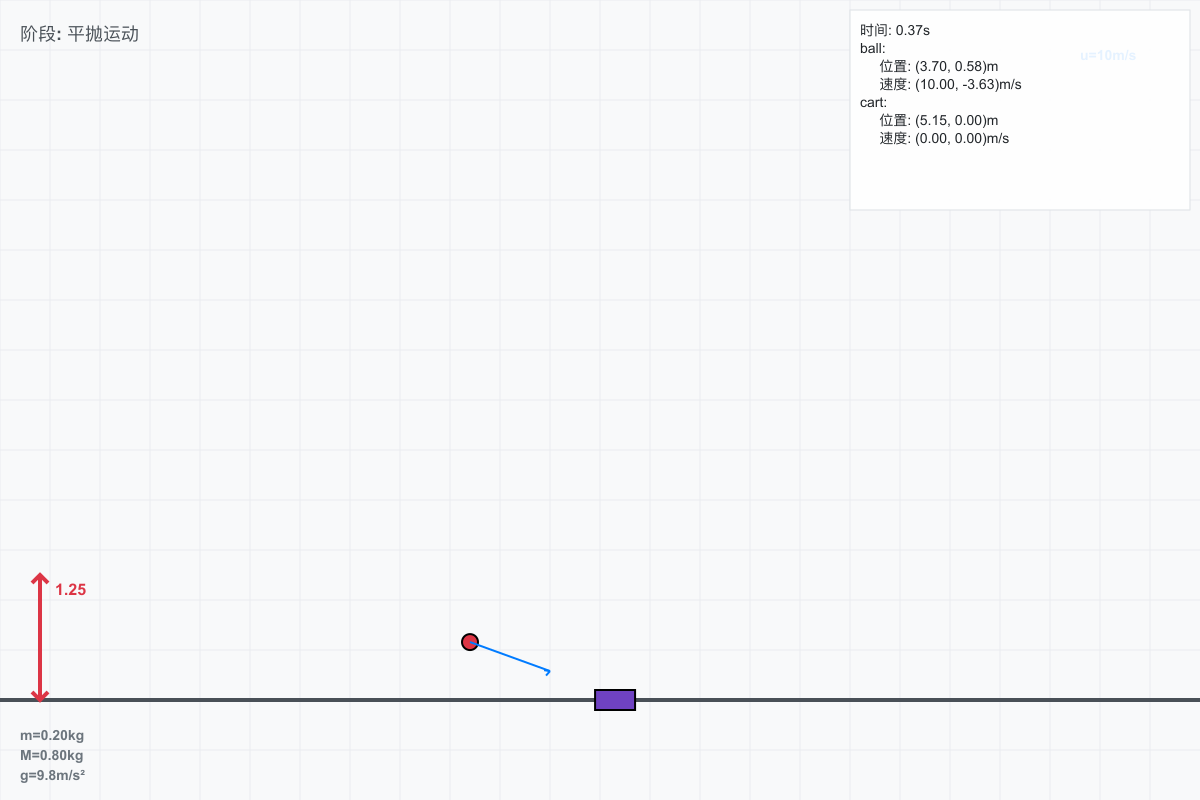 阶段: 平抛运动
时间: 0.37s
ball:
位置: (3.70, 0.58)m
速度: (10.00, -3.63)m/s
cart:
位置: (5.15, 0.00)m
速度: (0.00, 0.00)m/s
u=10m/s
1.25
m=0.20kg
M=0.80kg
g=9.8m/s²